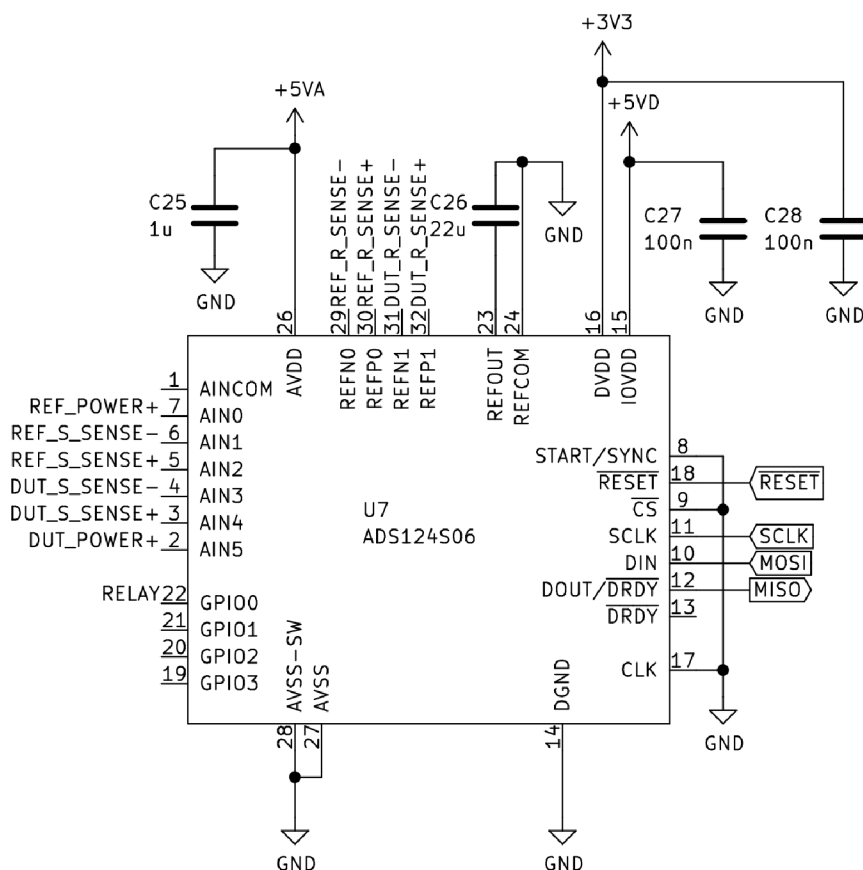 +3V3
+5VA
+5VD
C25
1u
GND
29 REF_R_SENSE-
30 REF_R_SENSE+
31 DUT_R_SENSE-
32 DUT_R_SENSE+
C26
22u
GND
C27
100n
GND
C28
100n
GND
26
23
24
16
15
AVDD
REFN0
REFP0
REFN1
REFP1
REFOUT
REFCOM
DVDD
IOVDD
1 AINCOM
REF_POWER+ 7 AIN0
REF_S_SENSE- 6 AIN1
REF_S_SENSE+ 5 AIN2
DUT_S_SENSE- 4 AIN3
DUT_S_SENSE+ 3 AIN4
DUT_POWER+ 2 AIN5
RELAY 22 GPIO0
21 GPIO1
20 GPIO2
19 GPIO3
U7
ADS124S06
START/SYNC 8
RESET 18 RESET
CS 9
SCLK 11 SCLK
DIN 10 MOSI
DOUT/DRDY 12 MISO
DRDY 13
CLK 17
GND
AVSS-SW
AVSS
DGND
28
27
14
GND
GND